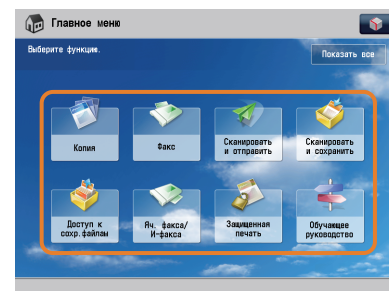 Главное меню
Выберите функцию.
Показать все
Копия
Факс
Сканировать
и отправить
Сканировать
и сохранить
Доступ к
сохр.файлам
Яч. факса/
И-факса
Защищенная
печать
Обучающее
руководство